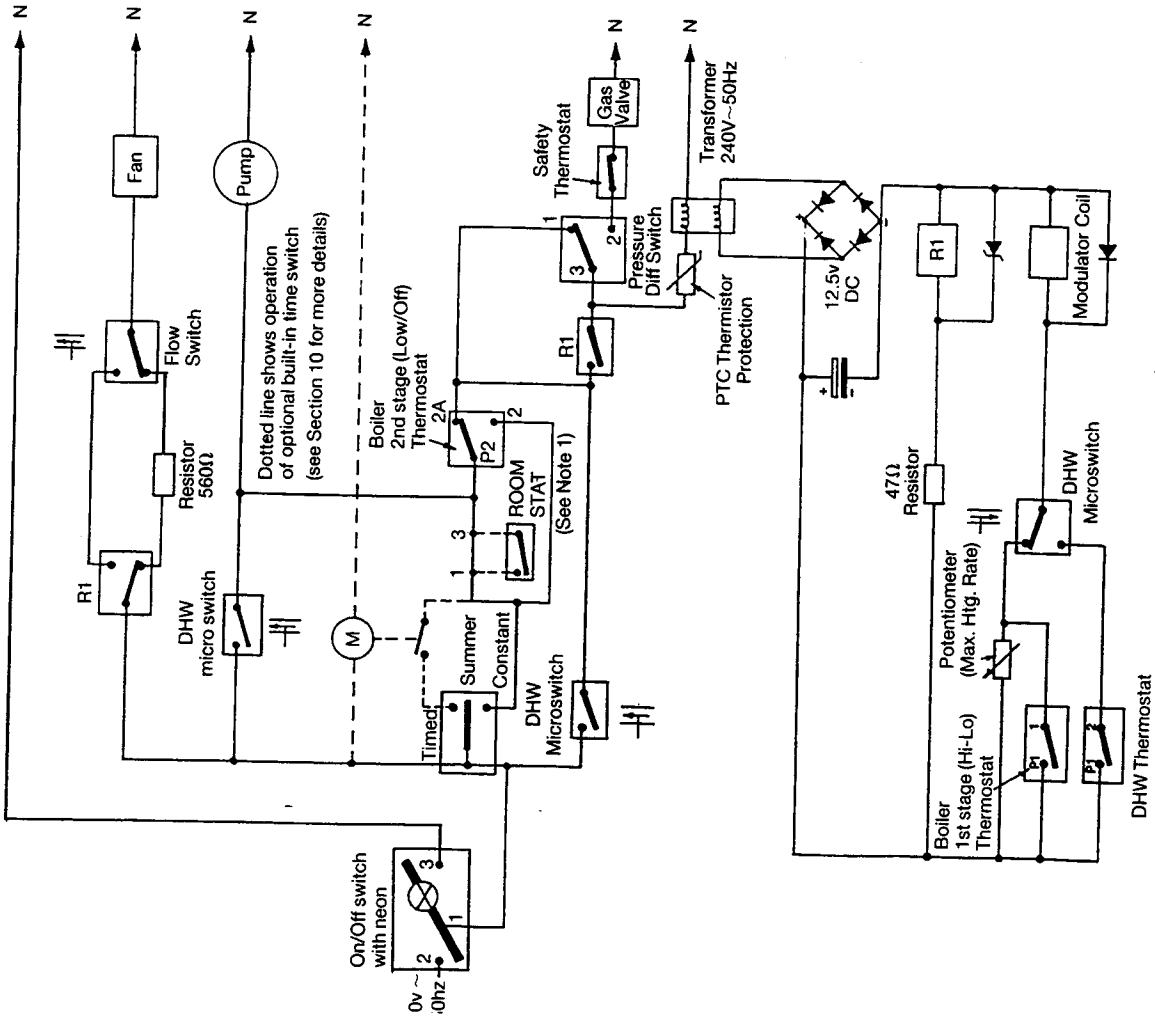 N
N
N
N
N
N
Fan
Pump
Gas
Valve
Safety
Thermostat
Transformer
240V~50Hz
Flow
Switch
Resistor
560Ω
R1
Dotted line shows operation
of optional built-in time switch
(see Section 10 for more details)
DHW
micro switch
M
Boiler
2nd stage (Low/Off)
Thermostat
2A
P2
2
1
3
2
Pressure
Diff Switch
R1
PTC Thermistor
Protection
ROOM
STAT
1
3
(See Note 1)
Timed
Summer
Constant
DHW
Microswitch
On/Off switch
with neon
2
1
3
0v ~
0hz
+
-
12.5v
DC
+
-
R1
Modulator Coil
47Ω
Resistor
DHW
Microswitch
Potentiometer
(Max. Htg. Rate)
Boiler
1st stage (Hi-Lo)
Thermostat
P1
1
P1
2
DHW Thermostat